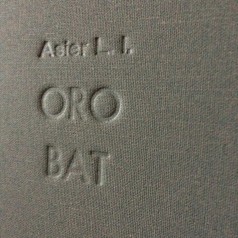 Asier L. I.
ORO
BAT